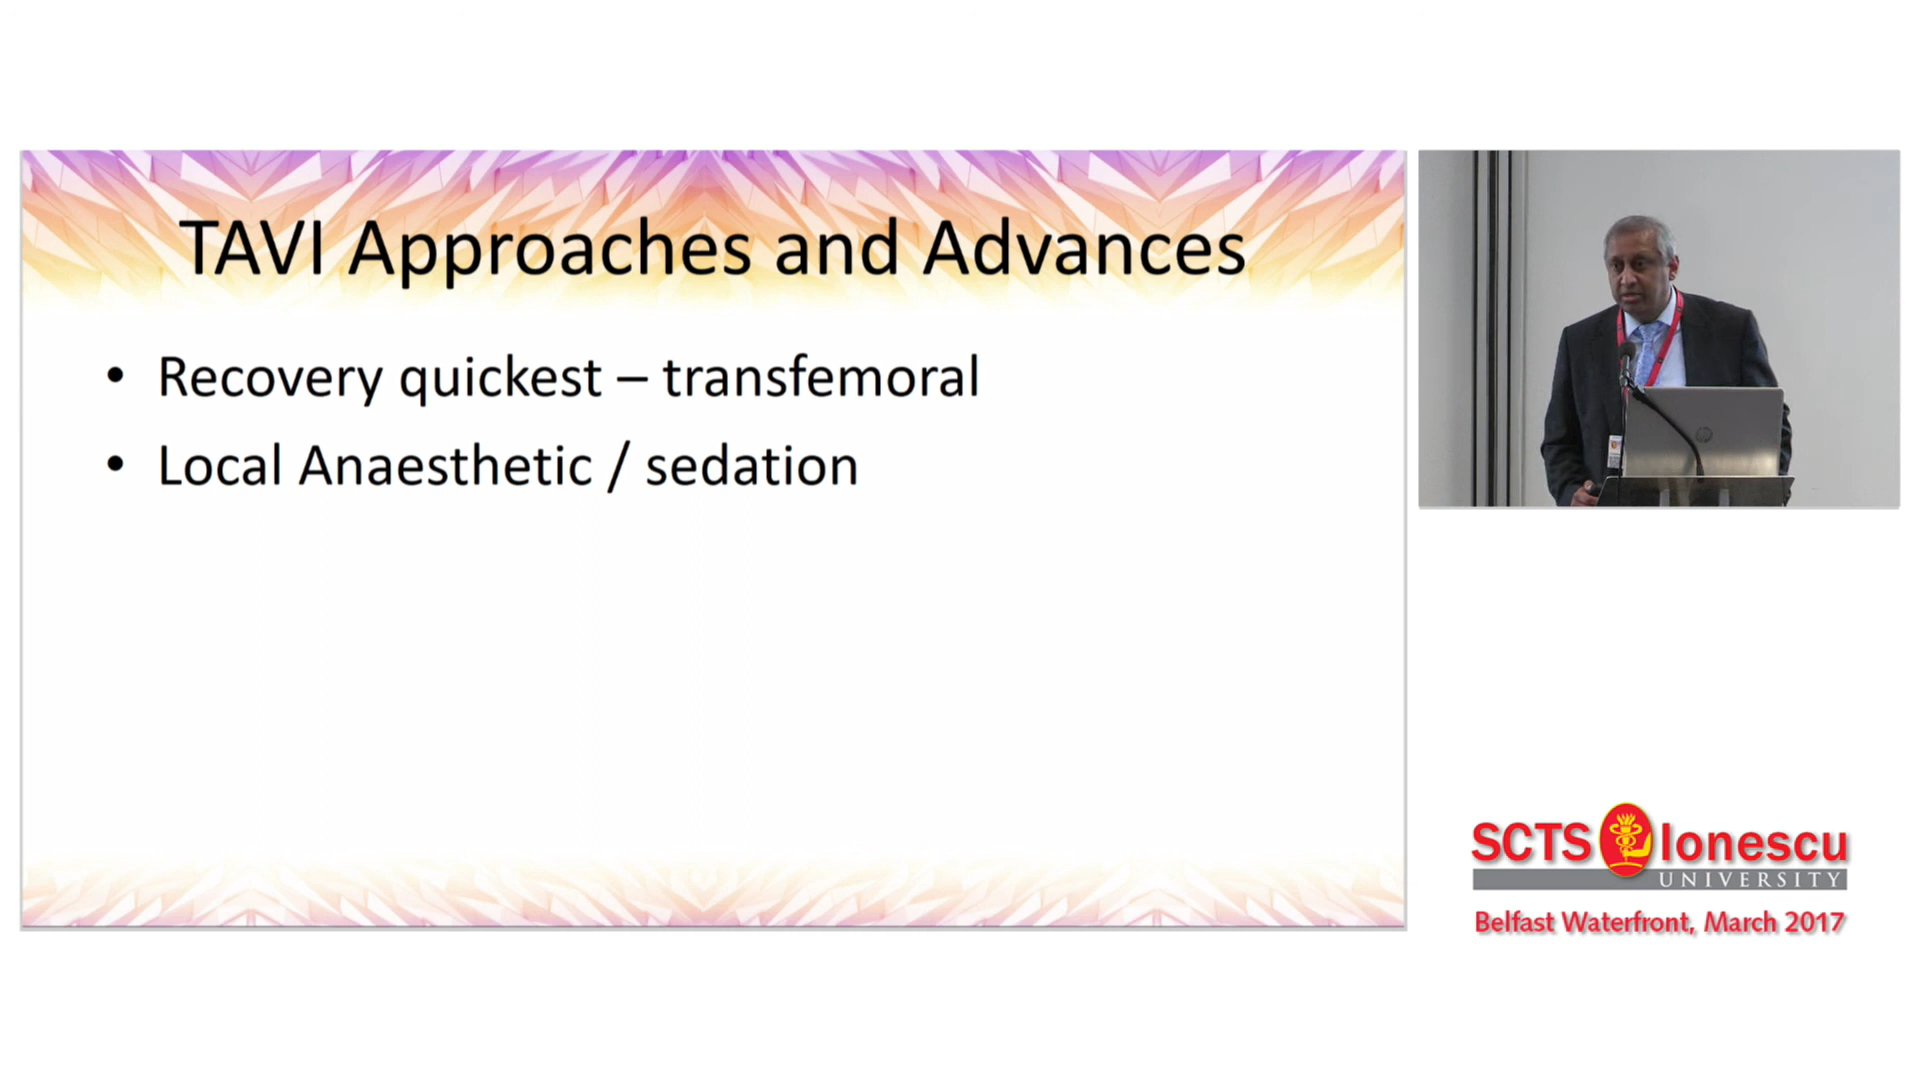 TAVI Approaches and Advances
• Recovery quickest – transfemoral
• Local Anaesthetic / sedation
SCTS Ionescu
UNIVERSITY
Belfast Waterfront, March 2017